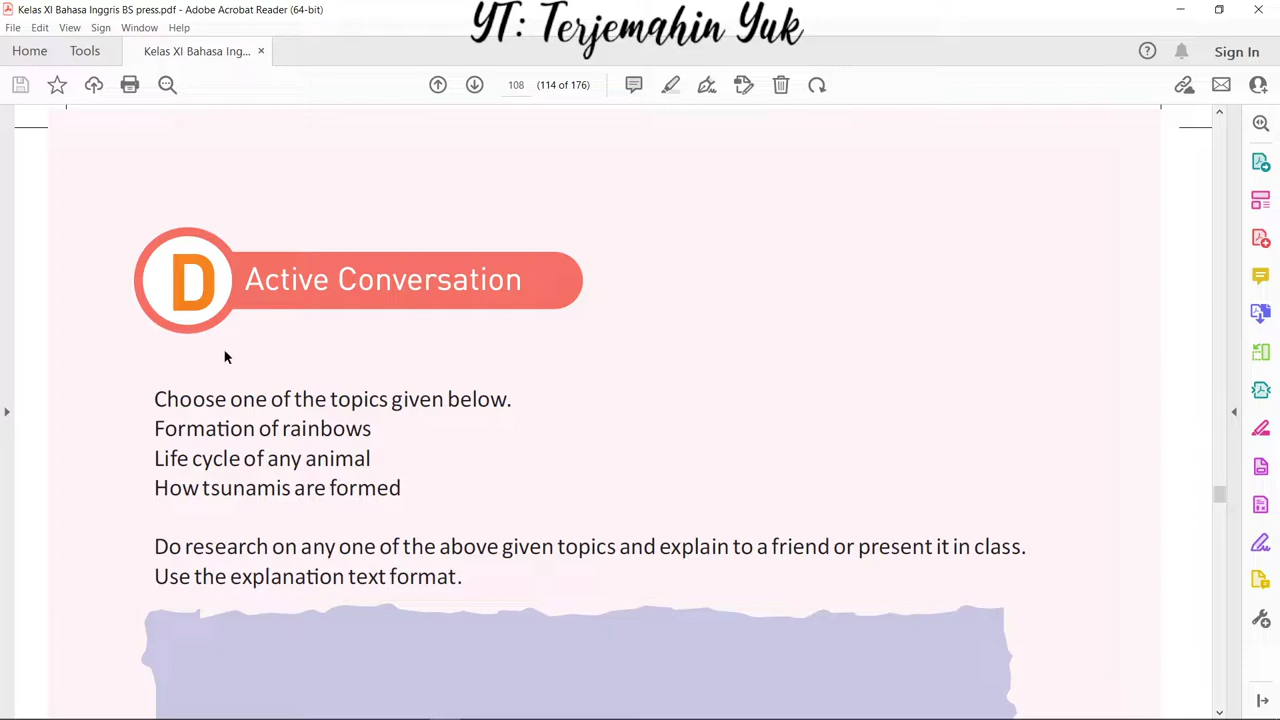 Kelas XI Bahasa Inggris BS press.pdf - Adobe Acrobat Reader (64-bit)
YT: Terjemahin Yuk
File Edit View Sign Window Help
Home Tools Kelas XI Bahasa Ing... × Sign In
108 (114 of 176)
D Active Conversation
Choose one of the topics given below.
Formation of rainbows
Life cycle of any animal
How tsunamis are formed
Do research on any one of the above given topics and explain to a friend or present it in class.
Use the explanation text format.